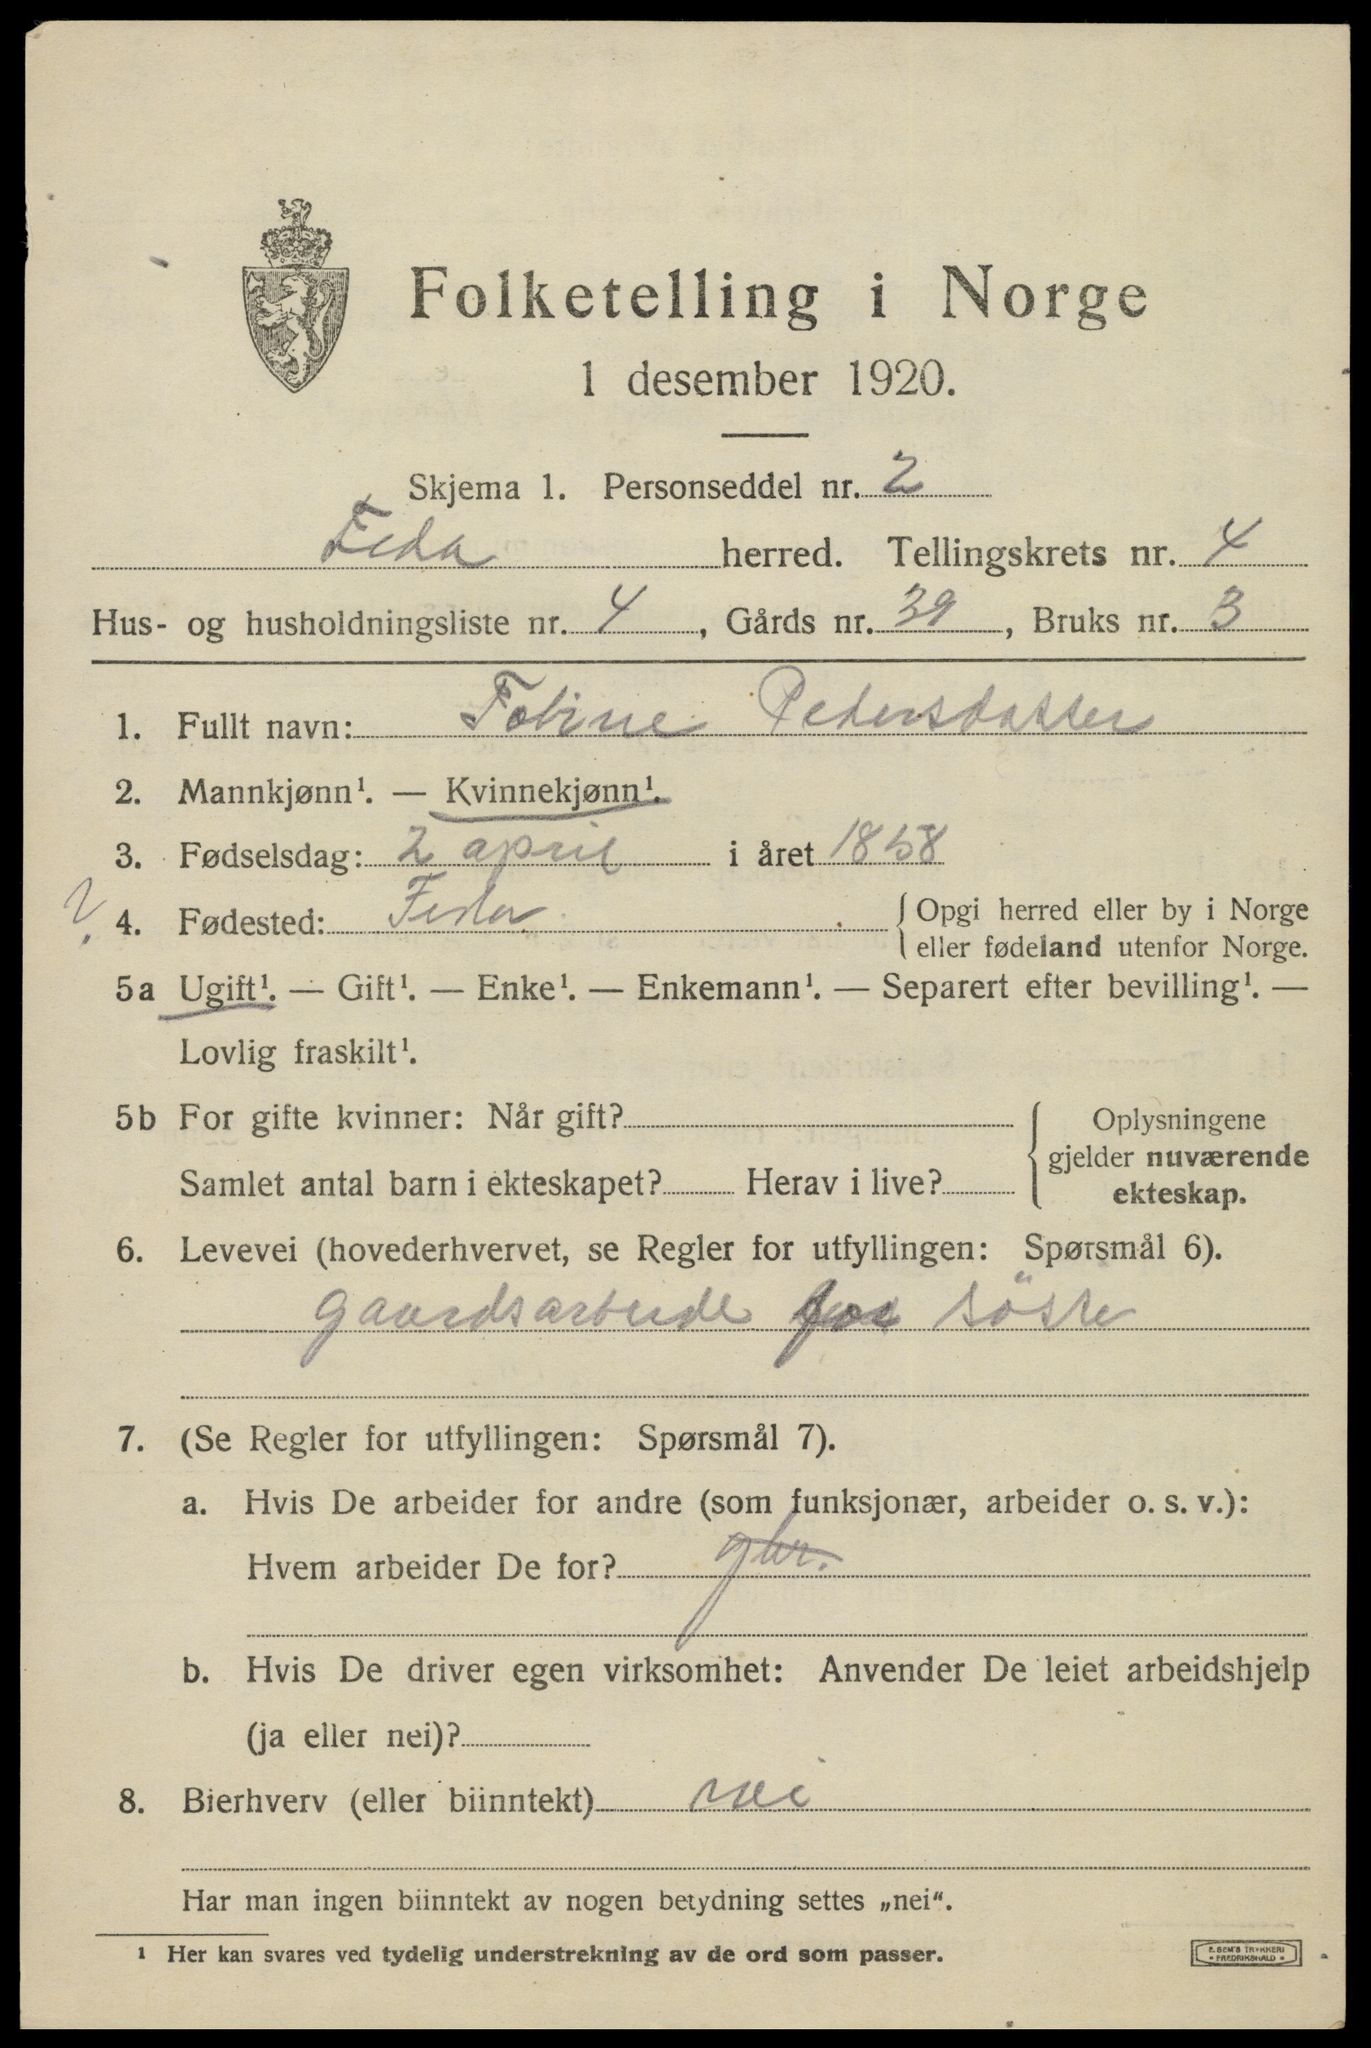 Folketelling i Norge
1 desember 1920.
Skjema 1. Personseddel nr. 2
Feda herred. Tellingskrets nr. 4
Hus- og husholdningsliste nr. 4, Gårds nr. 39, Bruks nr. 3
1. Fullt navn: Tobine Pedersdatter
2. Mannkjønn¹. — Kvinnekjønn¹.
3. Fødselsdag: 2 april i året 1858
4. Fødested: Feda {Opgi herred eller by i Norge
eller fødeland utenfor Norge.
5a Ugift¹. — Gift¹. — Enke¹. — Enkemann¹. — Separert efter bevilling¹. —
Lovlig fraskilt¹.
5b For gifte kvinner: Når gift?
Samlet antal barn i ekteskapet? Herav i live?
Oplysningene
gjelder nuværende
ekteskap.
6. Levevei (hovederhvervet, se Regler for utfyllingen: Spørsmål 6).
gaardsarbeide for
7. (Se Regler for utfyllingen: Spørsmål 7).
a. Hvis De arbeider for andre (som funksjonær, arbeider o. s. v.):
Hvem arbeider De for? gbr.
b. Hvis De driver egen virksomhet: Anvender De leiet arbeidshjelp
(ja eller nei)?
8. Bierhverv (eller biinntekt) nei
Har man ingen biinntekt av nogen betydning settes „nei“.
¹ Her kan svares ved tydelig understrekning av de ord som passer.
E. SEM'S TRYKKERI
• FREDRIKSHALD •